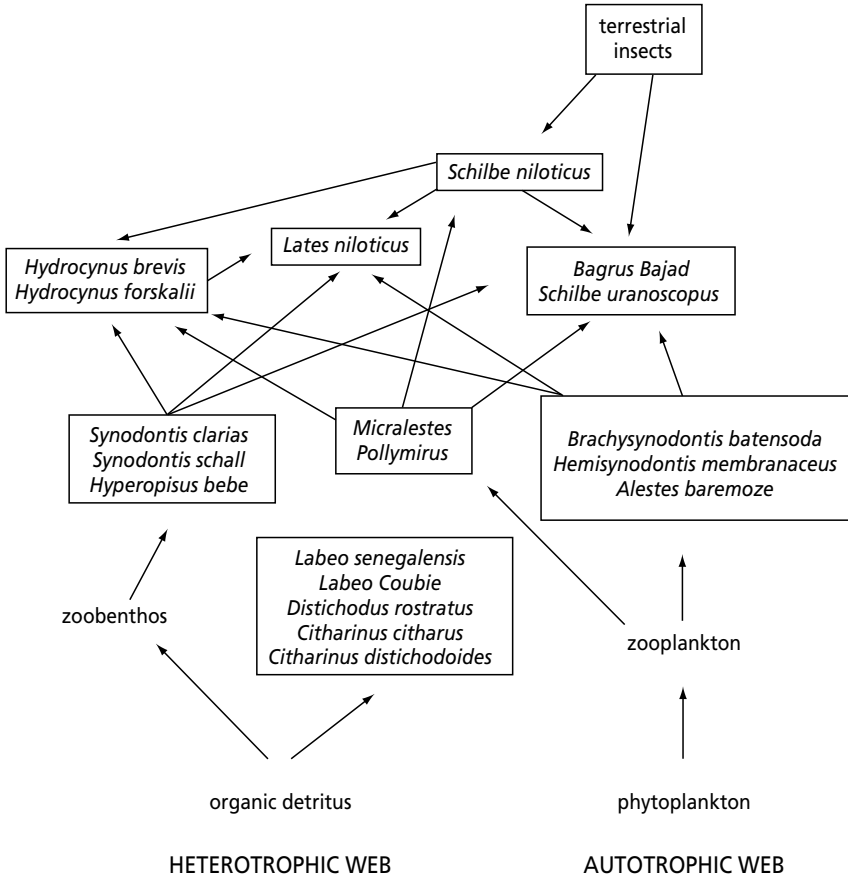 terrestrial
insects
Schilbe niloticus
Lates niloticus
Hydrocynus brevis
Hydrocynus forskalii
Bagrus Bajad
Schilbe uranoscopus
Synodontis clarias
Synodontis schall
Hyperopisus bebe
Micralestes
Pollymirus
Brachysynodontis batensoda
Hemisynodontis membranaceus
Alestes baremoze
Labeo senegalensis
Labeo Coubie
Distichodus rostratus
Citharinus citharus
Citharinus distichodoides
zoobenthos
zooplankton
organic detritus
phytoplankton
HETEROTROPHIC WEB
AUTOTROPHIC WEB